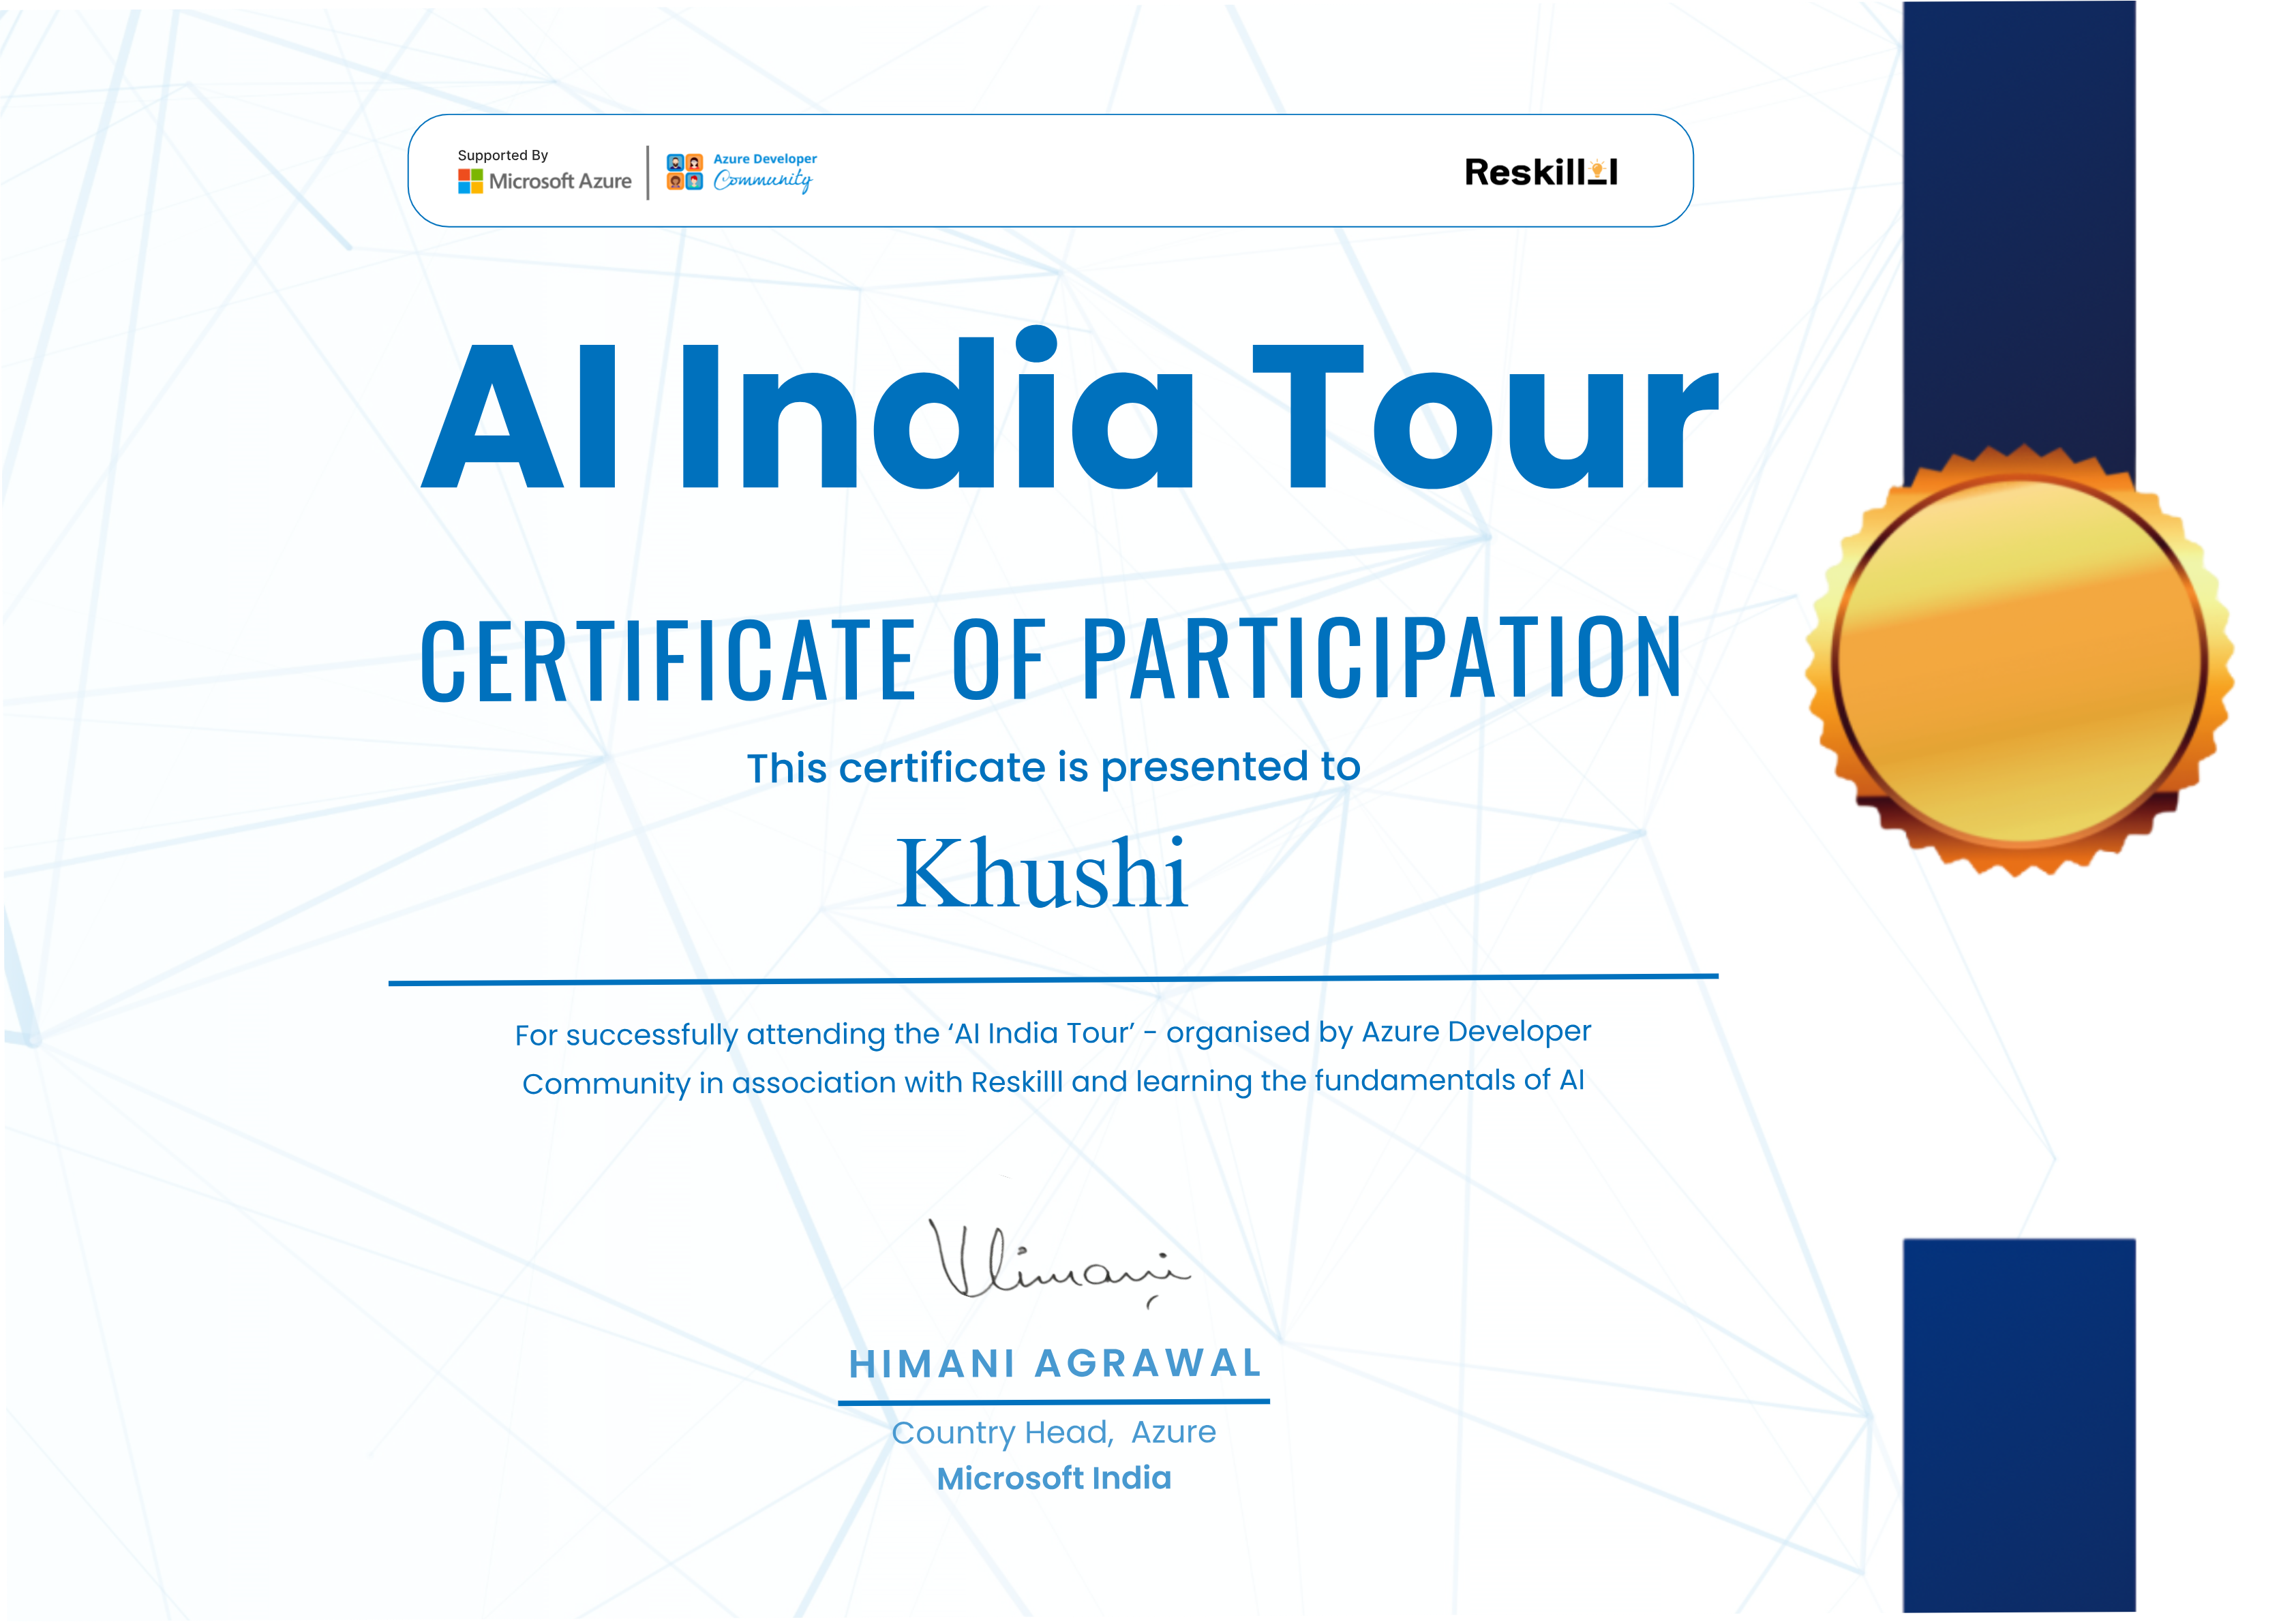 Supported By
Microsoft Azure
Azure Developer
Community
Reskilll
AI India Tour
CERTIFICATE OF PARTICIPATION
This certificate is presented to
Khushi
For successfully attending the ‘AI India Tour’ - organised by Azure Developer
Community in association with Reskilll and learning the fundamentals of AI
Himani
HIMANI AGRAWAL
Country Head,  Azure
Microsoft India